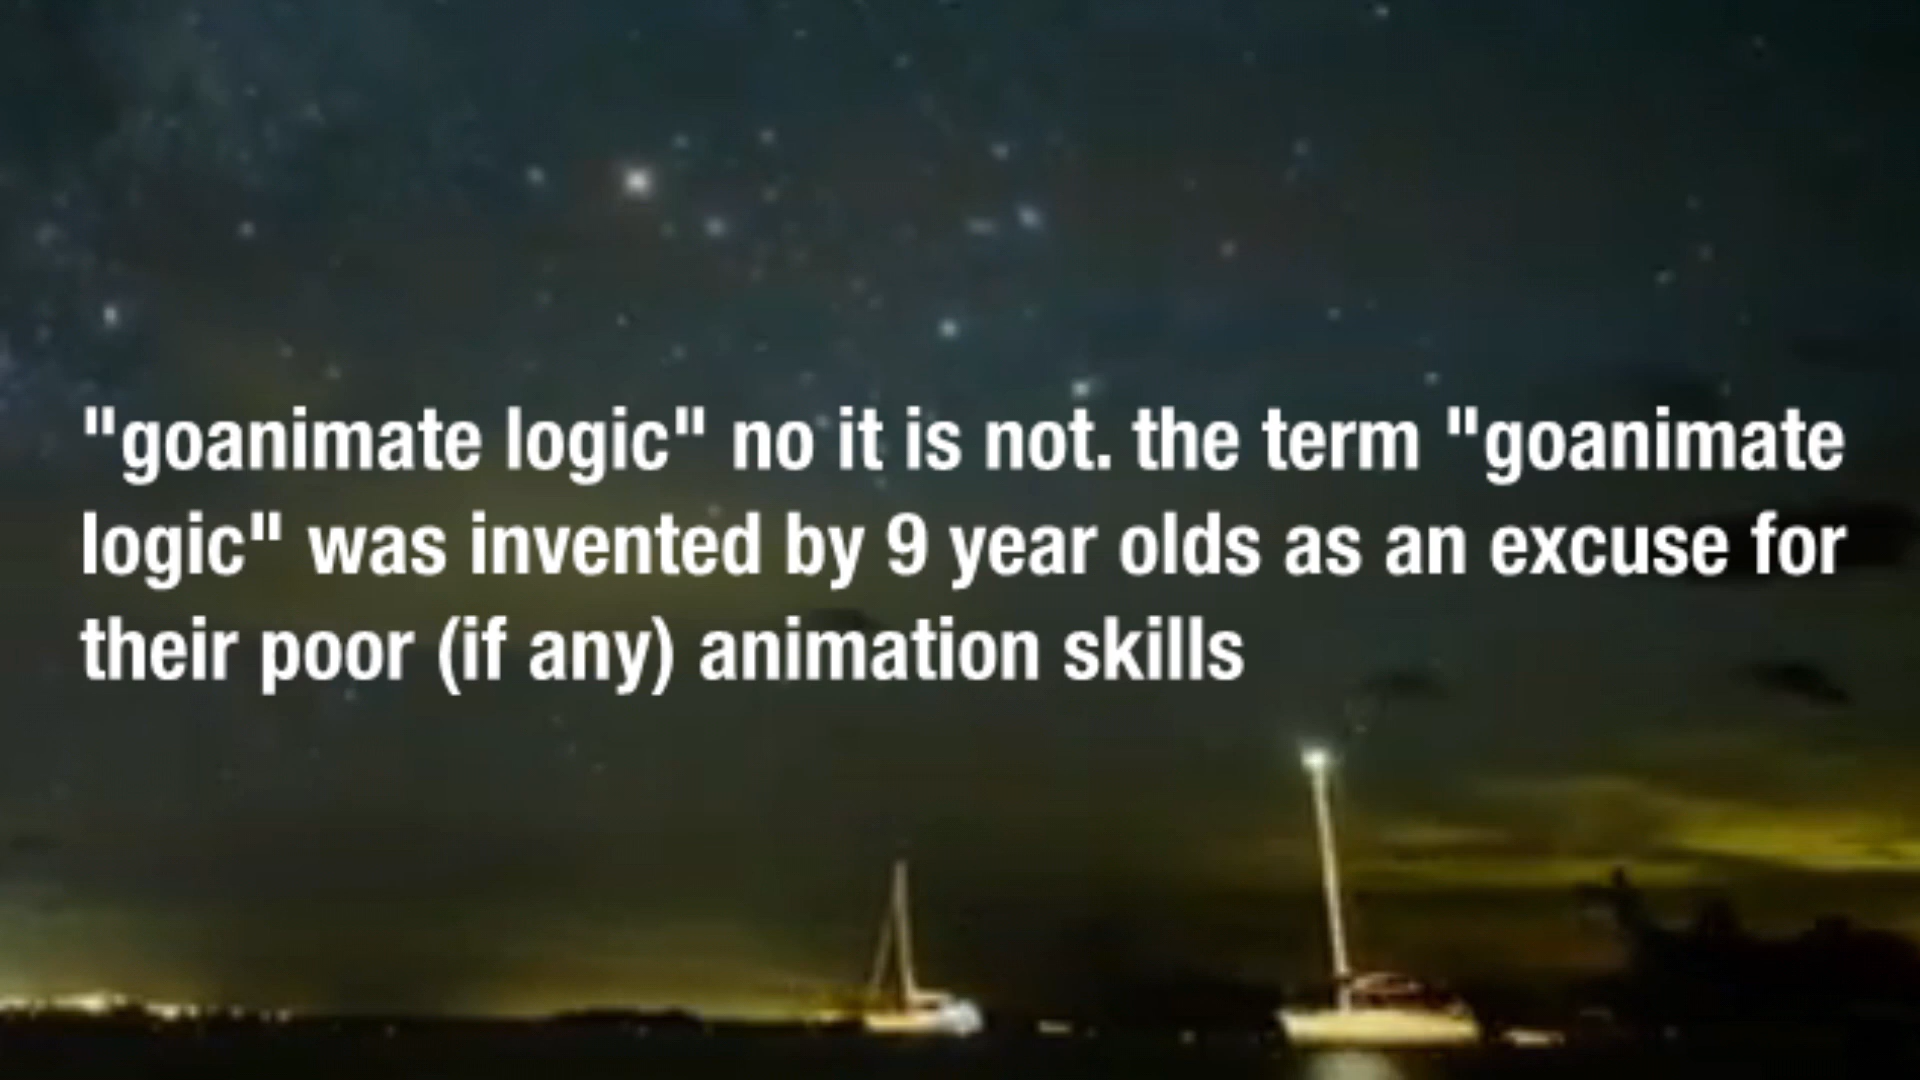 "goanimate logic" no it is not. the term "goanimate
logic" was invented by 9 year olds as an excuse for
their poor (if any) animation skills